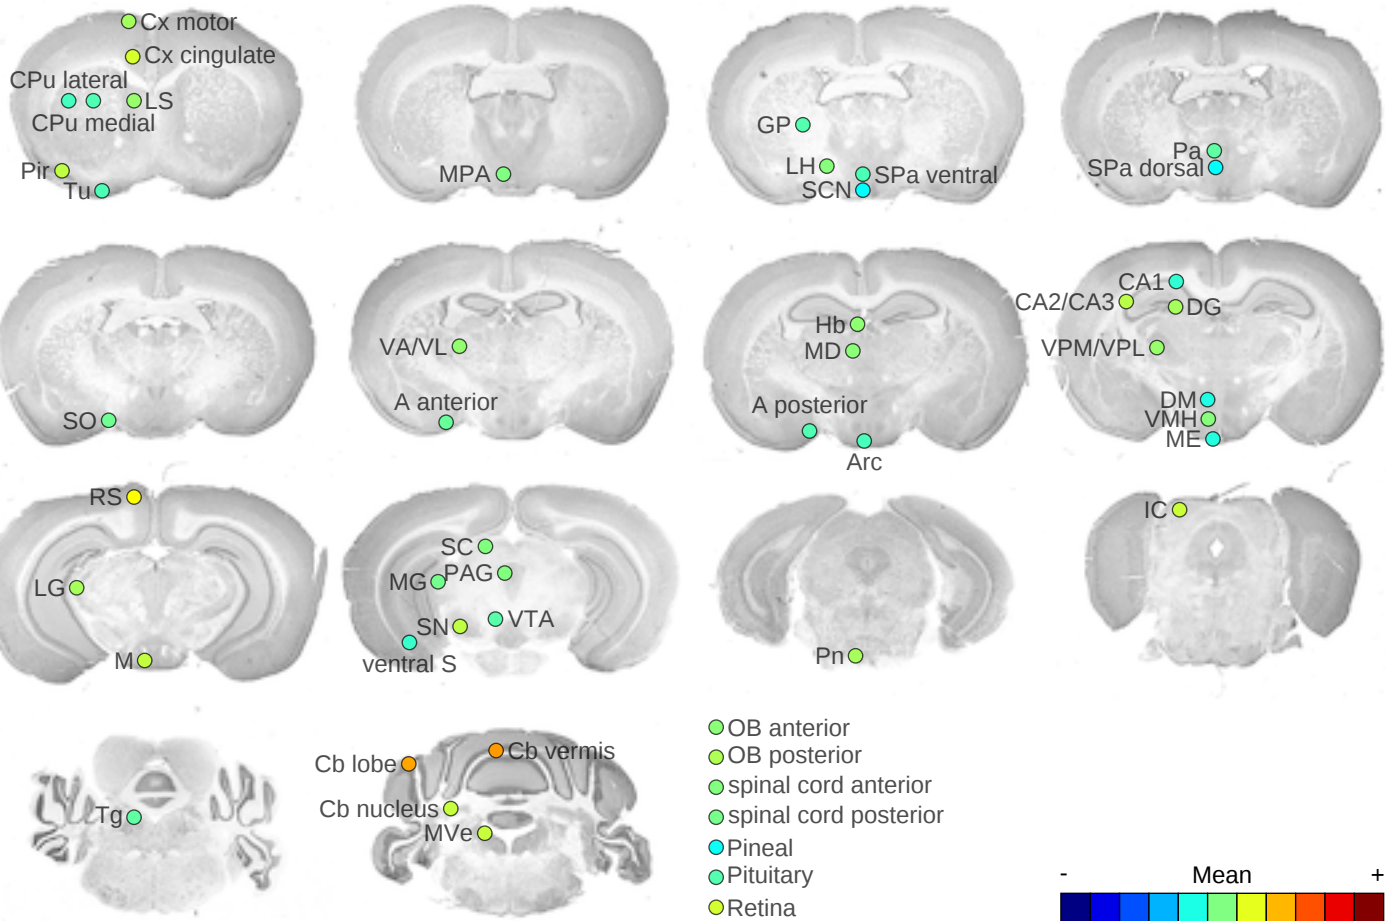 Cx motor
Cx cingulate
CPu lateral
LS
CPu medial
Pir
Tu
MPA
GP
LH
SPa ventral
SCN
Pa
SPa dorsal
SO
VA/VL
A anterior
Hb
MD
A posterior
Arc
CA1
CA2/CA3
DG
VPM/VPL
DM
VMH
ME
RS
LG
M
SC
MG
PAG
SN
VTA
ventral S
Pn
IC
Tg
Cb lobe
Cb vermis
Cb nucleus
MVe
OB anterior
OB posterior
spinal cord anterior
spinal cord posterior
Pineal
Pituitary
Retina
- Mean +